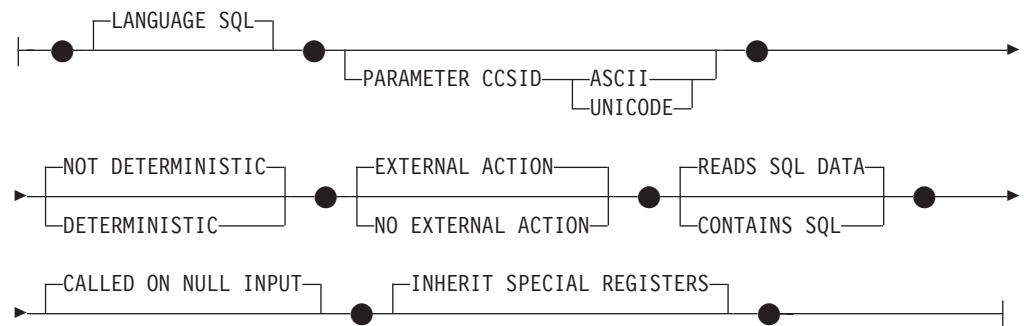 LANGUAGE SQL
PARAMETER CCSID ASCII
UNICODE
NOT DETERMINISTIC EXTERNAL ACTION READS SQL DATA
DETERMINISTIC NO EXTERNAL ACTION CONTAINS SQL
CALLED ON NULL INPUT INHERIT SPECIAL REGISTERS